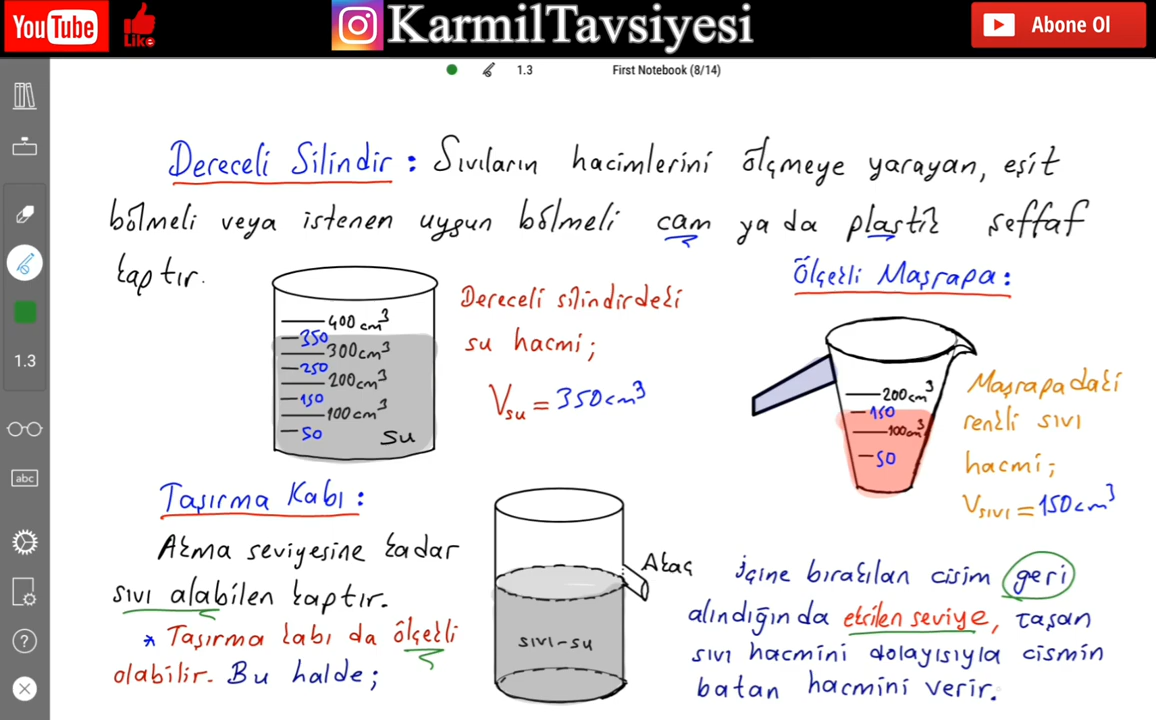 YouTube
Like
KarmilTavsiyesi
Abone Ol
1.3
First Notebook (8/14)
Dereceli Silindir : Sıvıların hacimlerini ölçmeye yarayan, eşit
bölmeli veya istenen uygun bölmeli cam ya da plastik şeffaf
kaptır.
400 cm³
350
300cm³
250
200cm³
150
100cm³
50
su
Dereceli silindirdeki
su hacmi;
Vsu = 350cm³
Ölçekli Maşrapa:
200cm³
150
100cm³
50
Maşrapadaki
renkli sıvı
hacmi;
Vsıvı = 150cm³
1.3
abc
Taşırma Kabı:
Akma seviyesine kadar
sıvı alabilen kaptır.
* Taşırma kabı da ölçekli
olabilir. Bu halde;
Akaç
sıvı-su
İçine bırakılan cisim geri
alındığında eksilen seviye, taşan
sıvı hacmini dolayısıyla cismin
batan hacmini verir.